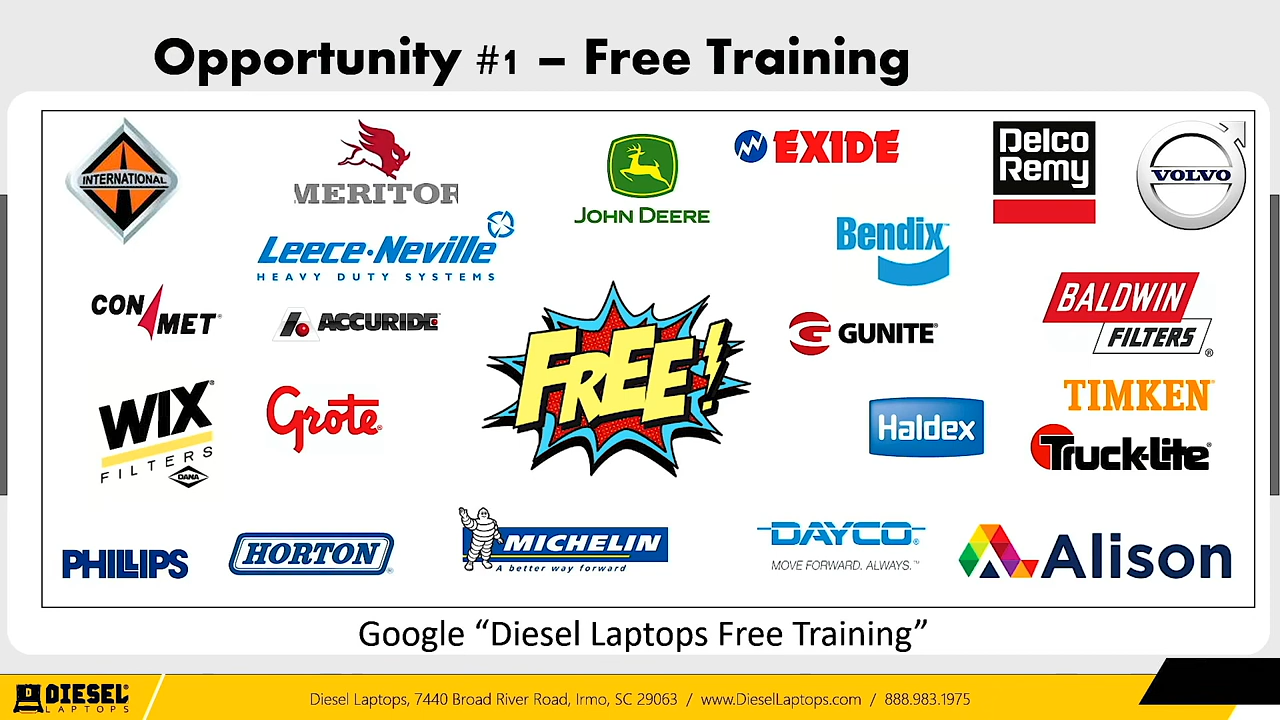 Opportunity #1 – Free Training
INTERNATIONAL
MERITOR
JOHN DEERE
EXIDE
Delco
Remy
VOLVO
Leece-Neville
HEAVY DUTY SYSTEMS
Bendix™
CON MET®
ACCURIDE®
FREE!
GUNITE®
BALDWIN
FILTERS®
WIX®
FILTERS
DANA
Grote®
Haldex
TIMKEN
Truck-Lite®
PHILLIPS
HORTON®
MICHELIN
A better way forward
DAYCO®
MOVE FORWARD. ALWAYS.™
Alison
Google “Diesel Laptops Free Training”
DIESEL®
LAPTOPS
Diesel Laptops, 7440 Broad River Road, Irmo, SC 29063 / www.DieselLaptops.com / 888.983.1975